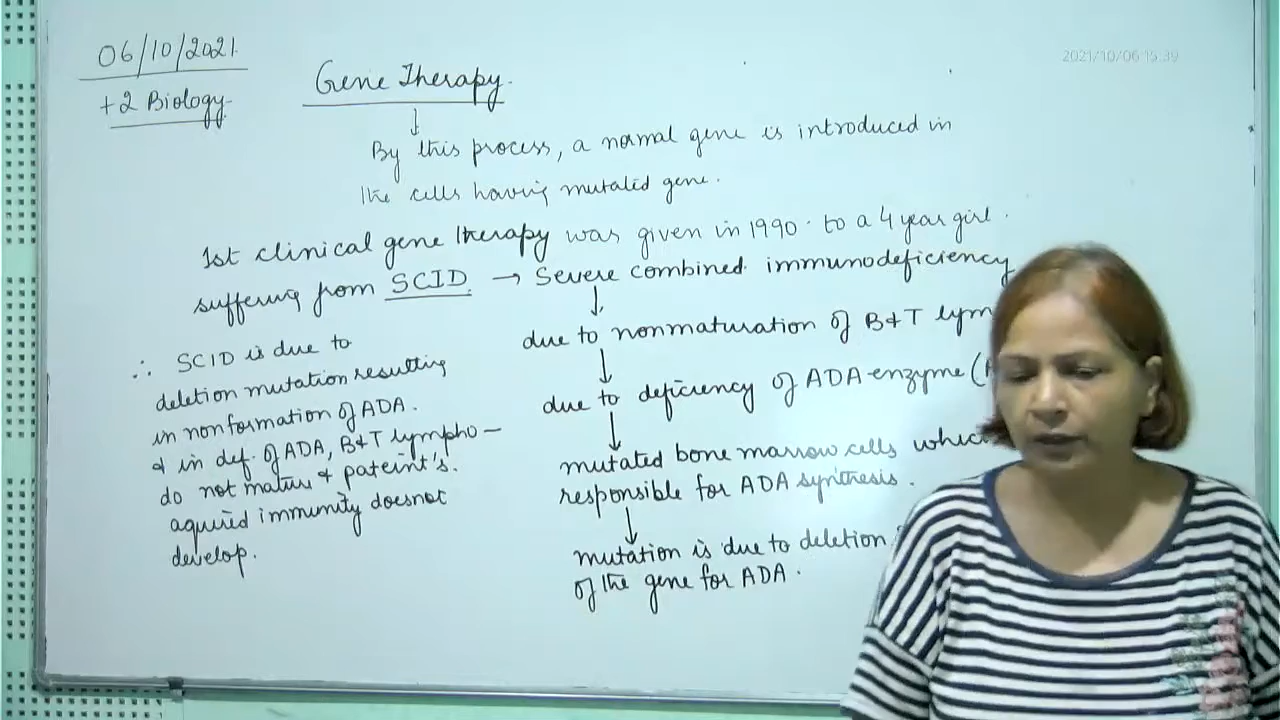 06/10/2021.
+2 Biology
2021/10/06 15:39
Gene Therapy.
By this process, a normal gene is introduced in
the cells having mutated gene.
1st clinical gene therapy was given in 1990. to a 4 year girl.
suffering from SCID → Severe combined immunodeficiency
due to nonmaturation of B & T lym
due to deficiency of ADA enzyme (
mutated bone marrow cells whic
responsible for ADA synthesis.
mutation is due to deletion
of the gene for ADA.
∴ SCID is due to
deletion mutation resulting
in nonformation of ADA.
& in def. of ADA, B & T lympho-
do not mature & pateint's.
aquired immunity doesnot
develop.